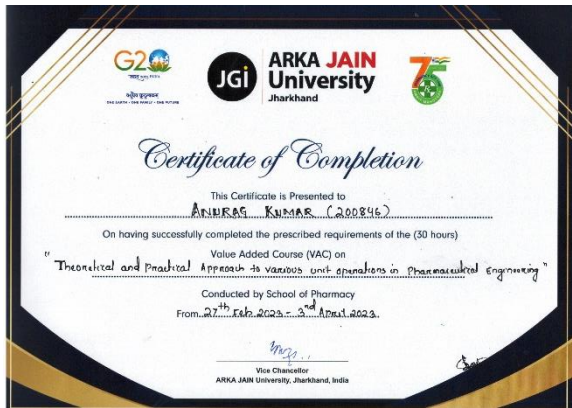 G20
ONE EARTH • ONE FAMILY • ONE FUTURE
JGi
ARKA JAIN
University
Jharkhand
75
Certificate of Completion
This Certificate is Presented to
ANURAG KUMAR (200846)
On having successfully completed the prescribed requirements of the (30 hours)
Value Added Course (VAC) on
"Theoretical and Practical Approach to various unit operations in Pharmaceutical Engineering"
Conducted by School of Pharmacy
From 27th Feb 2023 - 3rd April 2023
Vice Chancellor
ARKA JAIN University, Jharkhand, India